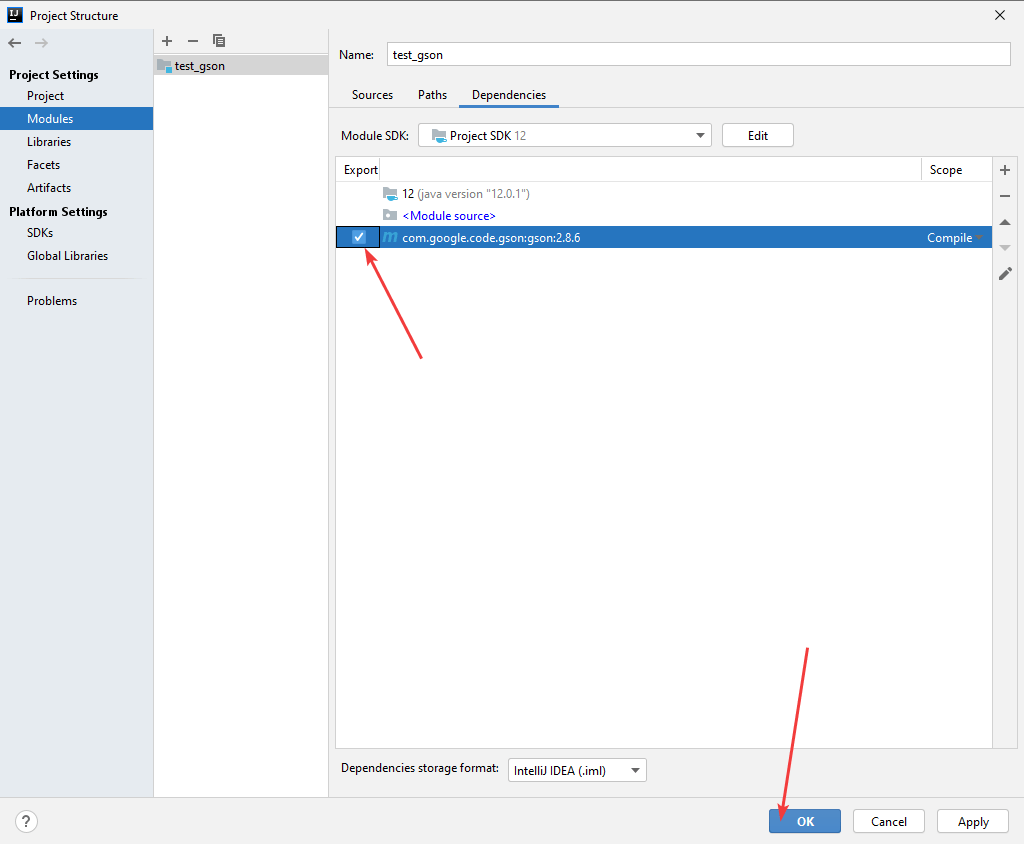 IJ Project Structure
Project Settings
Project
Modules
Libraries
Facets
Artifacts
Platform Settings
SDKs
Global Libraries
Problems
test_gson
Name: test_gson
Sources Paths Dependencies
Module SDK: Project SDK 12 Edit
Export Scope
12 (java version "12.0.1")
<Module source>
m com.google.code.gson:gson:2.8.6 Compile
Dependencies storage format: IntelliJ IDEA (.iml)
? OK Cancel Apply